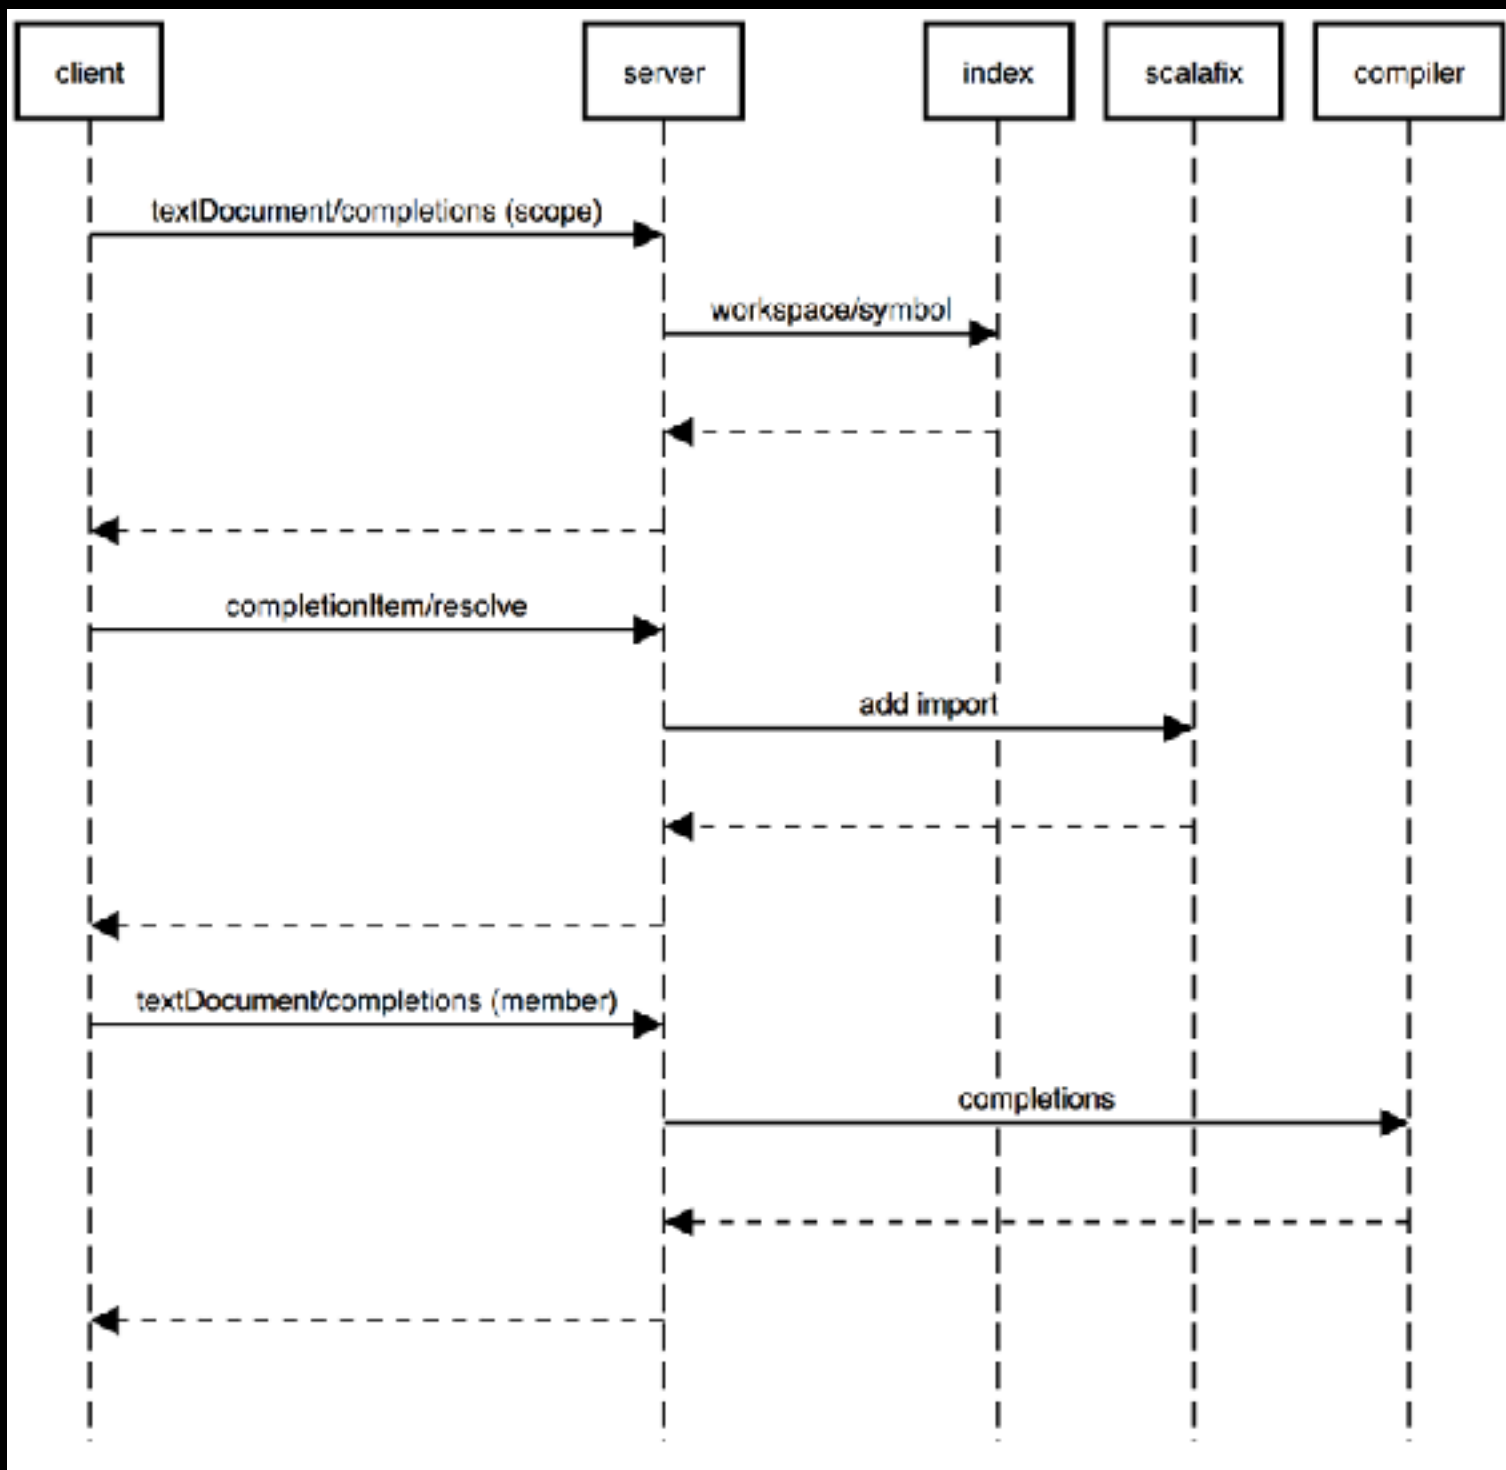 client
server
index
scalafix
compiler
textDocument/completions (scope)
workspace/symbol
completionItem/resolve
add import
textDocument/completions (member)
completions